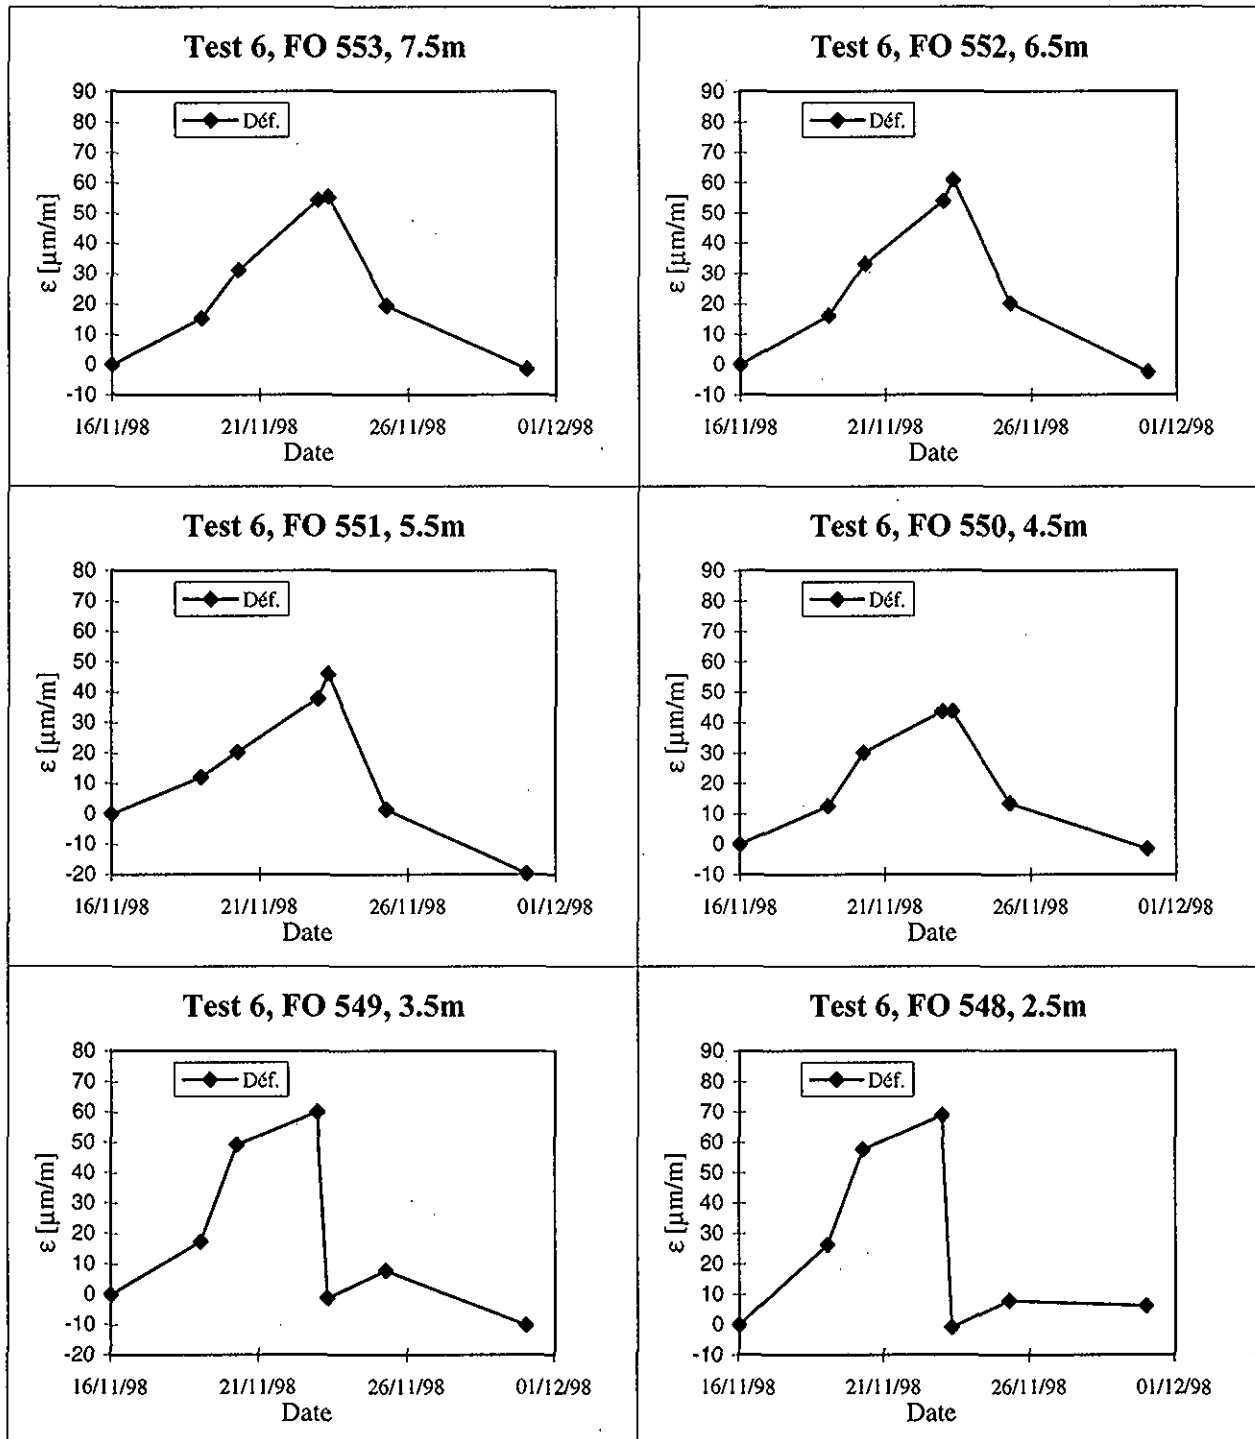 Test 6, FO 553, 7.5m
Déf.
90
80
70
60
50
40
30
20
10
0
-10
ε [µm/m]
16/11/98 21/11/98 26/11/98 01/12/98
Date
Test 6, FO 552, 6.5m
Déf.
90
80
70
60
50
40
30
20
10
0
-10
ε [µm/m]
16/11/98 21/11/98 26/11/98 01/12/98
Date
Test 6, FO 551, 5.5m
Déf.
80
70
60
50
40
30
20
10
0
-10
-20
ε [µm/m]
16/11/98 21/11/98 26/11/98 01/12/98
Date
Test 6, FO 550, 4.5m
Déf.
90
80
70
60
50
40
30
20
10
0
-10
ε [µm/m]
16/11/98 21/11/98 26/11/98 01/12/98
Date
Test 6, FO 549, 3.5m
Déf.
80
70
60
50
40
30
20
10
0
-10
-20
ε [µm/m]
16/11/98 21/11/98 26/11/98 01/12/98
Date
Test 6, FO 548, 2.5m
Déf.
90
80
70
60
50
40
30
20
10
0
-10
ε [µm/m]
16/11/98 21/11/98 26/11/98 01/12/98
Date